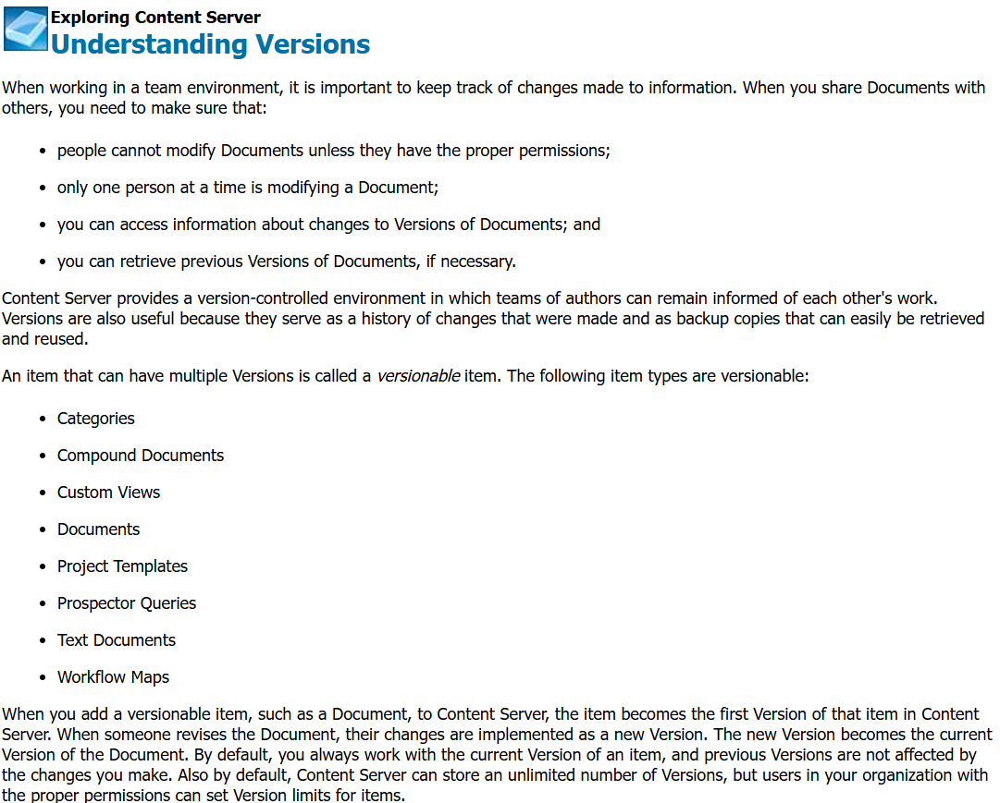 Exploring Content Server
Understanding Versions
When working in a team environment, it is important to keep track of changes made to information. When you share Documents with
others, you need to make sure that:
• people cannot modify Documents unless they have the proper permissions;
• only one person at a time is modifying a Document;
• you can access information about changes to Versions of Documents; and
• you can retrieve previous Versions of Documents, if necessary.
Content Server provides a version-controlled environment in which teams of authors can remain informed of each other's work.
Versions are also useful because they serve as a history of changes that were made and as backup copies that can easily be retrieved
and reused.
An item that can have multiple Versions is called a versionable item. The following item types are versionable:
• Categories
• Compound Documents
• Custom Views
• Documents
• Project Templates
• Prospector Queries
• Text Documents
• Workflow Maps
When you add a versionable item, such as a Document, to Content Server, the item becomes the first Version of that item in Content
Server. When someone revises the Document, their changes are implemented as a new Version. The new Version becomes the current
Version of the Document. By default, you always work with the current Version of an item, and previous Versions are not affected by
the changes you make. Also by default, Content Server can store an unlimited number of Versions, but users in your organization with
the proper permissions can set Version limits for items.